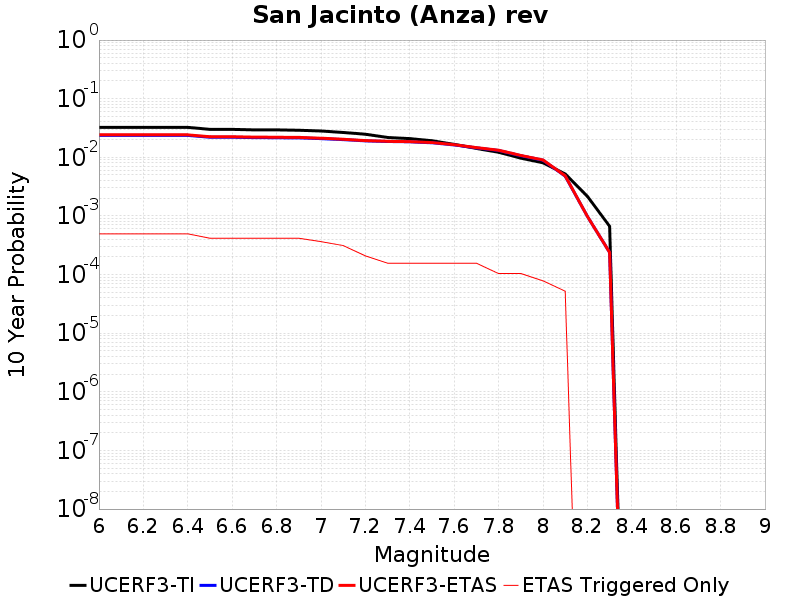 San Jacinto (Anza) rev
10^0
10^-1
10^-2
10^-3
10^-4
10^-5
10^-6
10^-7
10^-8
10 Year Probability
6 6.2 6.4 6.6 6.8 7 7.2 7.4 7.6 7.8 8 8.2 8.4 8.6 8.8 9
Magnitude
UCERF3-TI UCERF3-TD UCERF3-ETAS ETAS Triggered Only